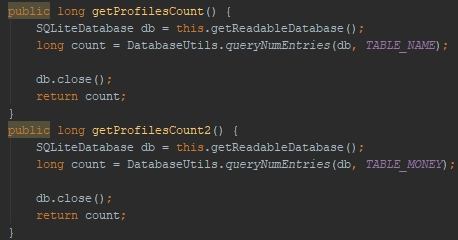 public long getProfilesCount() {
    SQLiteDatabase db = this.getReadableDatabase();
    long count = DatabaseUtils.queryNumEntries(db, TABLE_NAME);

    db.close();
    return count;
}
public long getProfilesCount2() {
    SQLiteDatabase db = this.getReadableDatabase();
    long count = DatabaseUtils.queryNumEntries(db, TABLE_MONEY);

    db.close();
    return count;
}